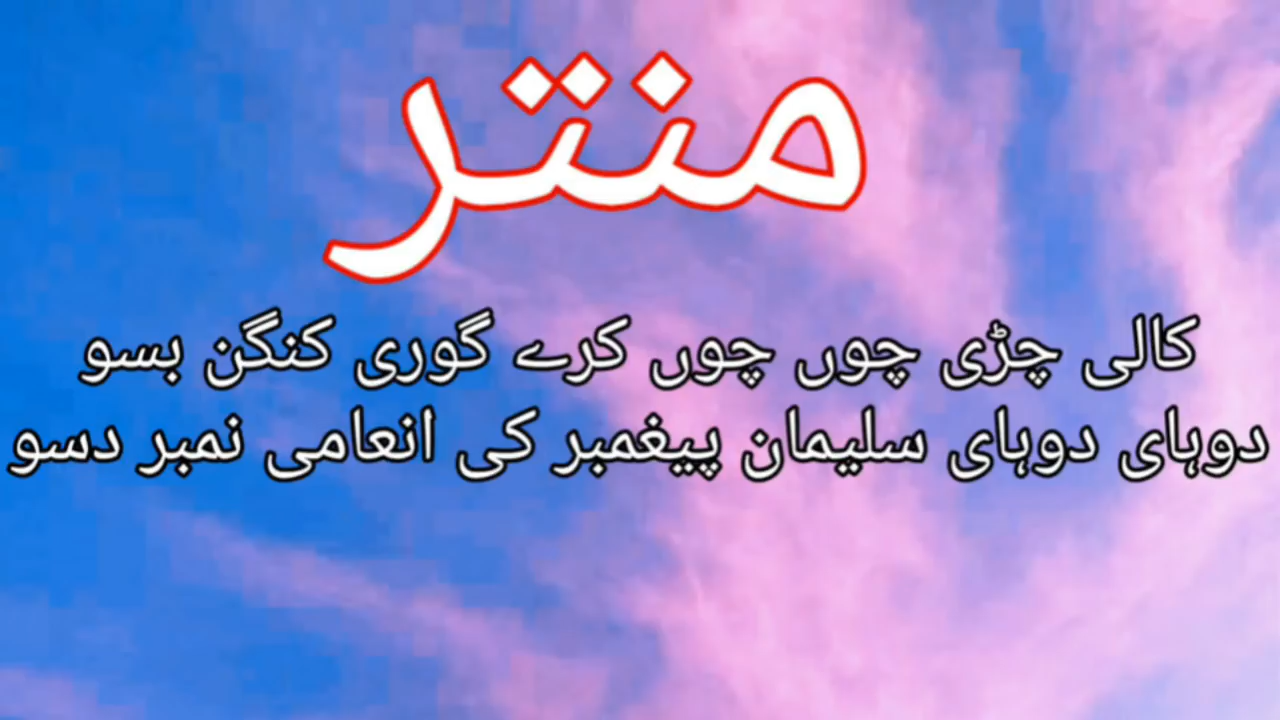 منتر
کالی چڑی چوں چوں کرے گوری کنگن بسو
دوہای دوہای سلیمان پیغمبر کی انعامی نمبر دسو